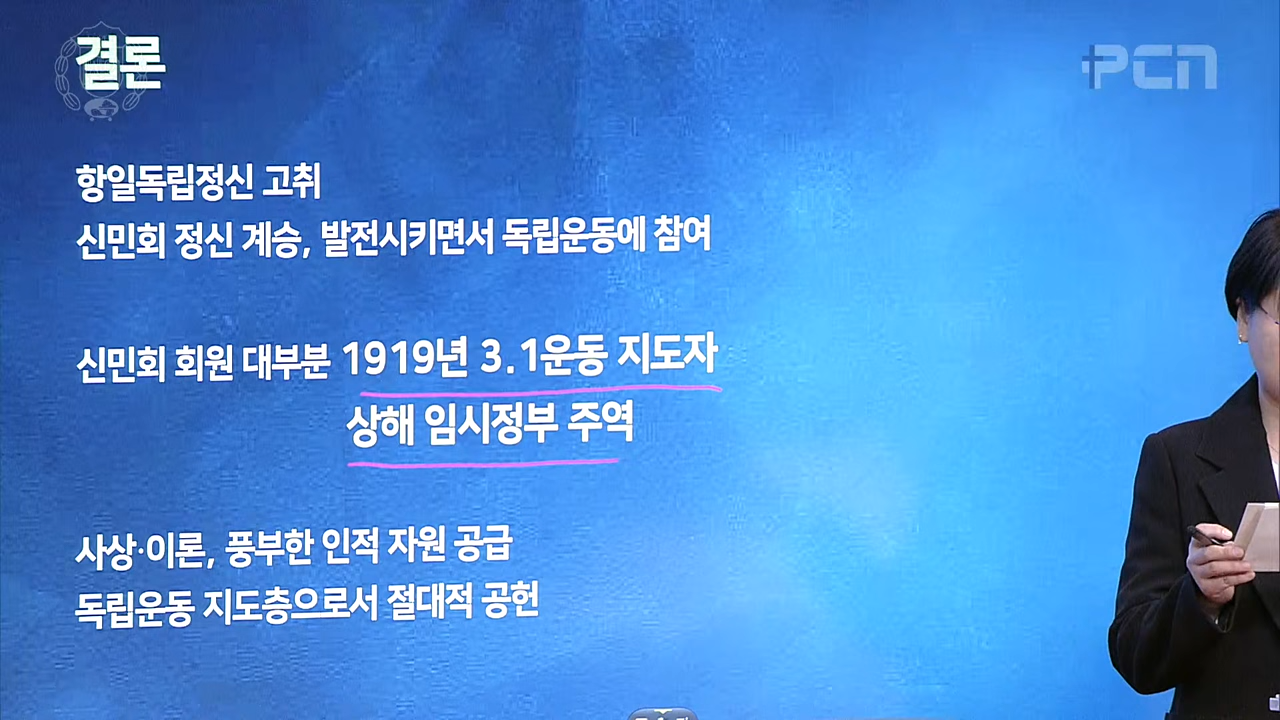 결론
PCN
항일독립정신 고취
신민회 정신 계승, 발전시키면서 독립운동에 참여
신민회 회원 대부분 1919년 3.1운동 지도자
상해 임시정부 주역
사상·이론, 풍부한 인적 자원 공급
독립운동 지도층으로서 절대적 공헌